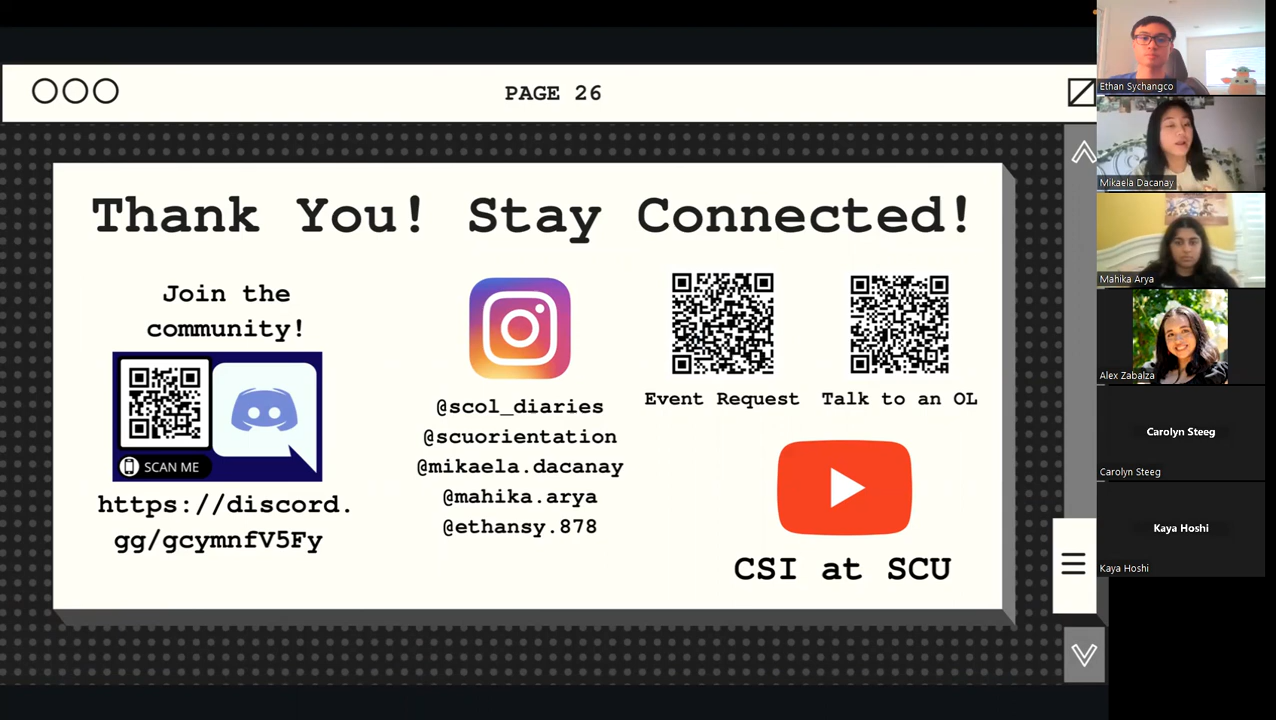 PAGE 26
Thank You! Stay Connected!
Join the
community!
SCAN ME
https://discord.
gg/gcymnfV5Fy
@scol_diaries
@scuorientation
@mikaela.dacanay
@mahika.arya
@ethansy.878
Event Request
Talk to an OL
CSI at SCU
Ethan Sychangco
Mikaela Dacanay
Mahika Arya
Alex Zabalza
Carolyn Steeg
Carolyn Steeg
Kaya Hoshi
Kaya Hoshi